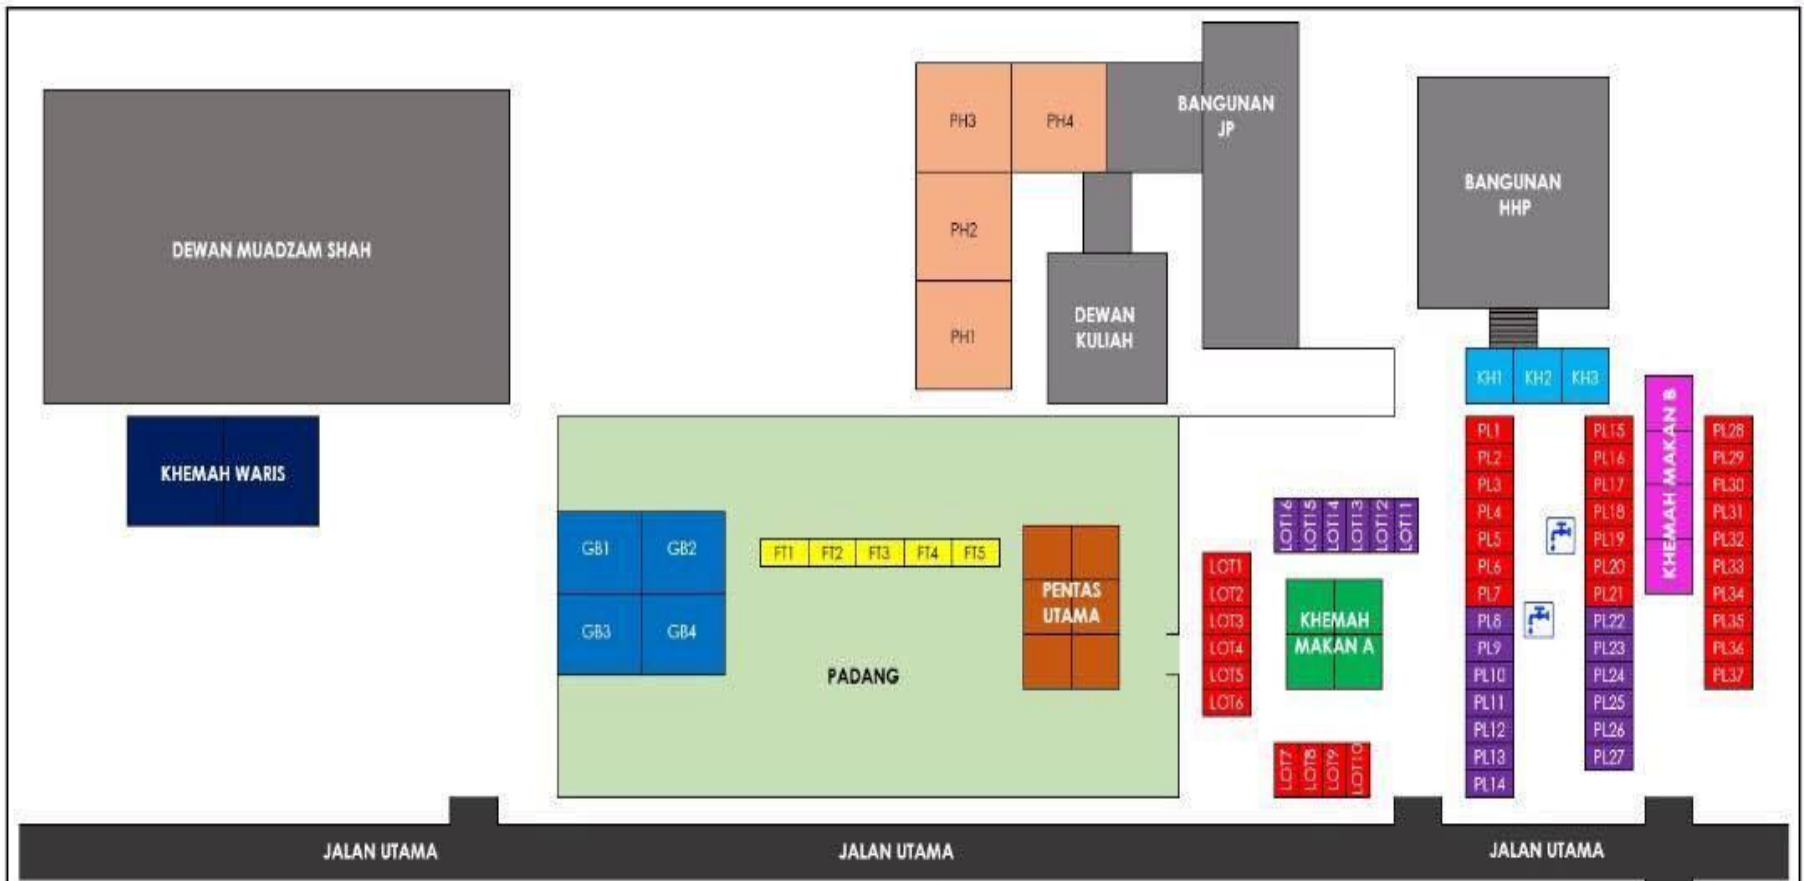 DEWAN MUADZAM SHAH
KHEMAH WARIS
PH3
PH4
PH2
PH1
BANGUNAN
JP
DEWAN
KULIAH
BANGUNAN
HHP
KH1
KH2
KH3
GB1
GB2
GB3
GB4
FT1
FT2
FT3
FT4
FT5
PENTAS
UTAMA
PADANG
LOT1
LOT2
LOT3
LOT4
LOT5
LOT6
LOT16
LOT15
LOT14
LOT13
LOT12
LOT11
KHEMAH
MAKAN A
LOT7
LOT8
LOT9
LOT10
PL1
PL2
PL3
PL4
PL5
PL6
PL7
PL8
PL9
PL10
PL11
PL12
PL13
PL14
PL15
PL16
PL17
PL18
PL19
PL20
PL21
PL22
PL23
PL24
PL25
PL26
PL27
KHEMAH MAKAN B
PL28
PL29
PL30
PL31
PL32
PL33
PL34
PL35
PL36
PL37
JALAN UTAMA
JALAN UTAMA
JALAN UTAMA